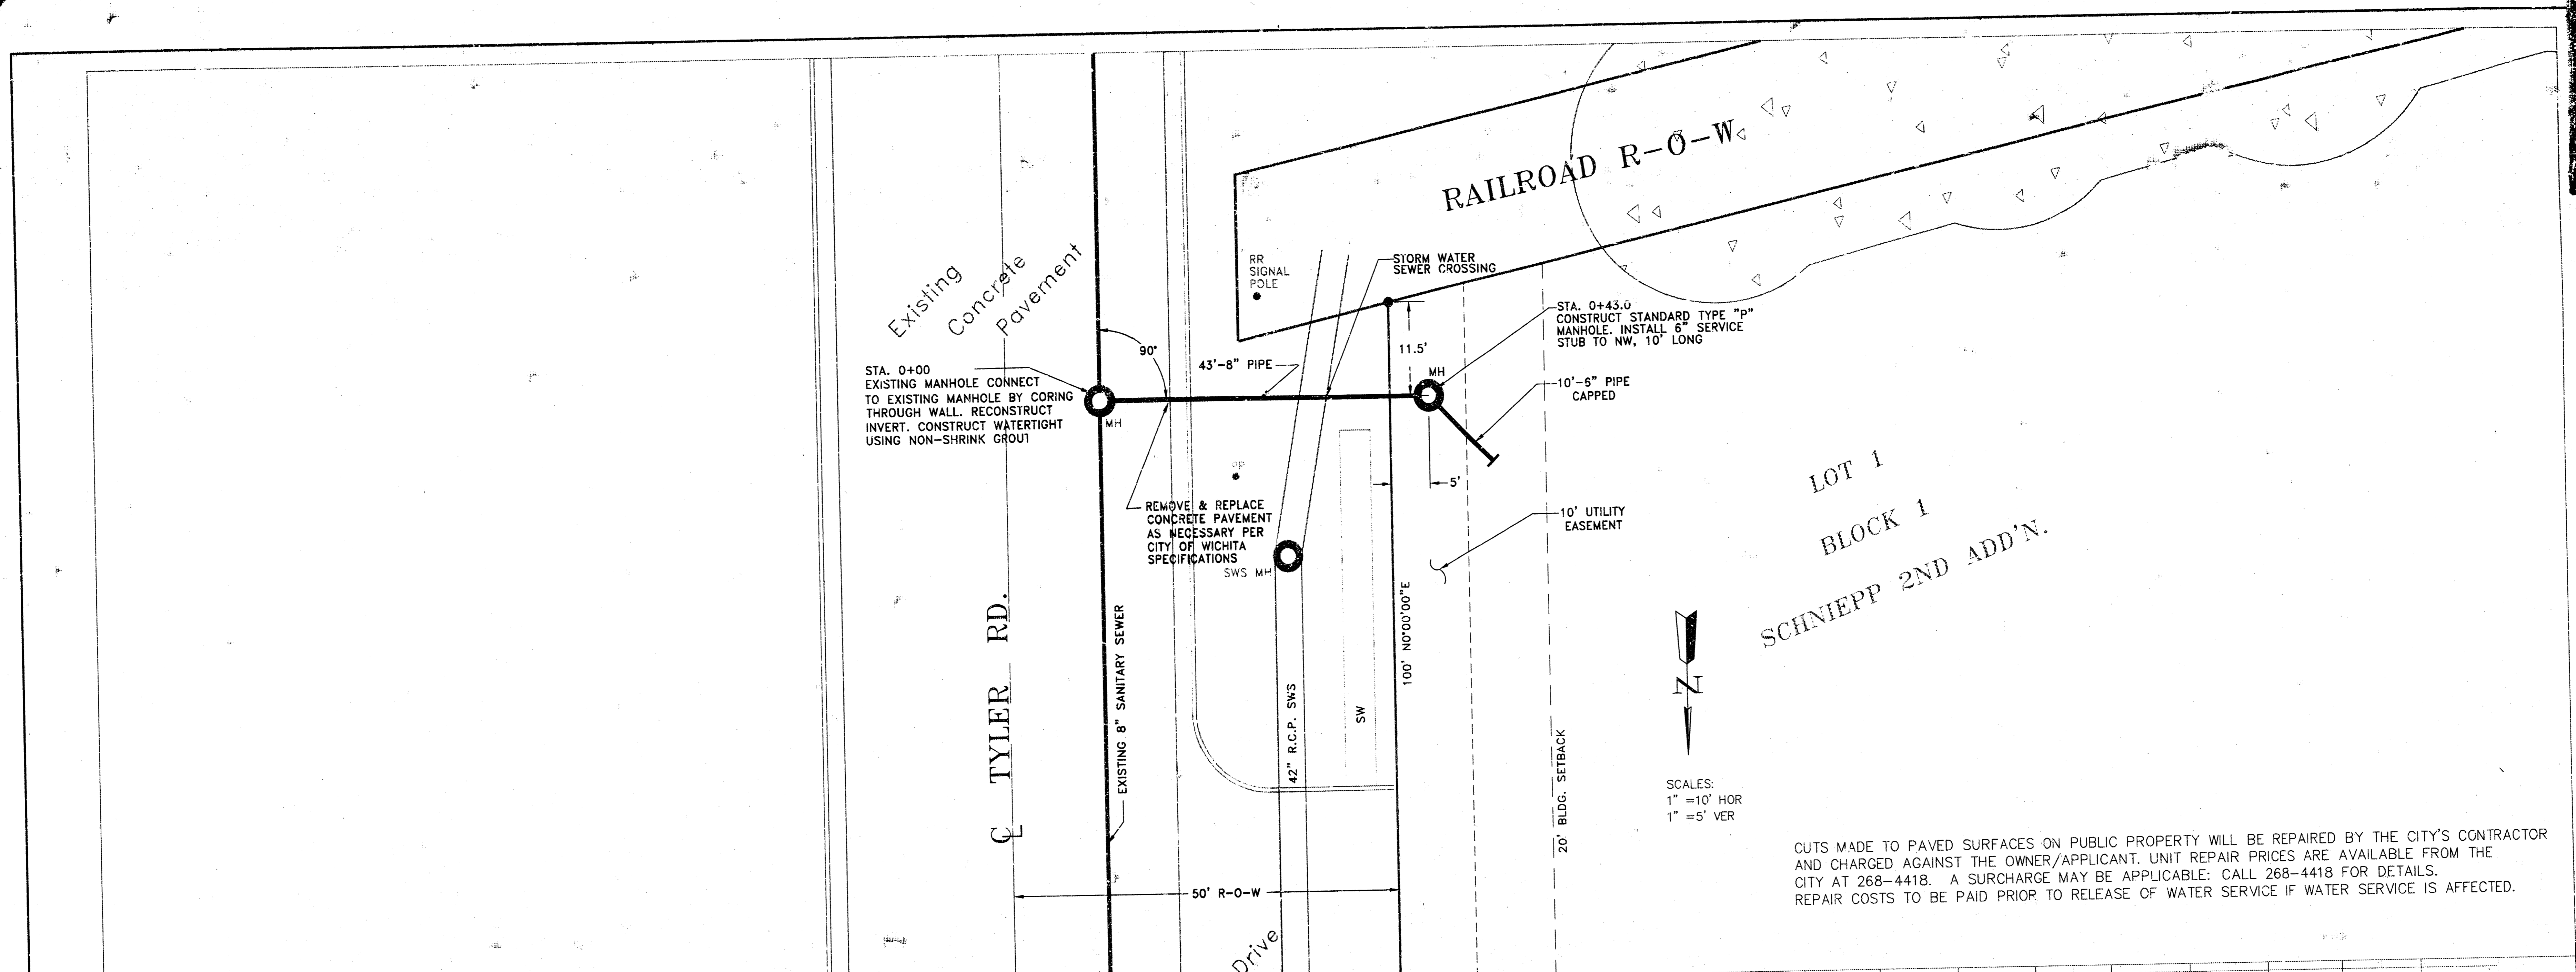 RAILROAD R-O-W
Existing
Concrete
Pavement
RR
SIGNAL
POLE
STORM WATER
SEWER CROSSING
STA. 0+43.0
CONSTRUCT STANDARD TYPE "P"
MANHOLE. INSTALL 6" SERVICE
STUB TO NW, 10' LONG
90°
43'-8" PIPE
11.5'
MH
STA. 0+00
EXISTING MANHOLE CONNECT
TO EXISTING MANHOLE BY CORING
THROUGH WALL. RECONSTRUCT
INVERT. CONSTRUCT WATERTIGHT
USING NON-SHRINK GROUT
MH
10'-6" PIPE
CAPPED
5'
REMOVE & REPLACE
CONCRETE PAVEMENT
AS NECESSARY PER
CITY OF WICHITA
SPECIFICATIONS
SWS MH
10' UTILITY
EASEMENT
LOT 1
BLOCK 1
SCHNIEPP 2ND ADD'N.
TYLER RD.
EXISTING 8" SANITARY SEWER
42" R.C.P. SWS
SW
100' N0°00'00"E
20' BLDG. SETBACK
N
SCALES:
1" =10' HOR
1" =5' VER
50' R-O-W
Drive
CUTS MADE TO PAVED SURFACES ON PUBLIC PROPERTY WILL BE REPAIRED BY THE CITY'S CONTRACTOR
AND CHARGED AGAINST THE OWNER/APPLICANT. UNIT REPAIR PRICES ARE AVAILABLE FROM THE
CITY AT 268-4418. A SURCHARGE MAY BE APPLICABLE: CALL 268-4418 FOR DETAILS.
REPAIR COSTS TO BE PAID PRIOR TO RELEASE OF WATER SERVICE IF WATER SERVICE IS AFFECTED.